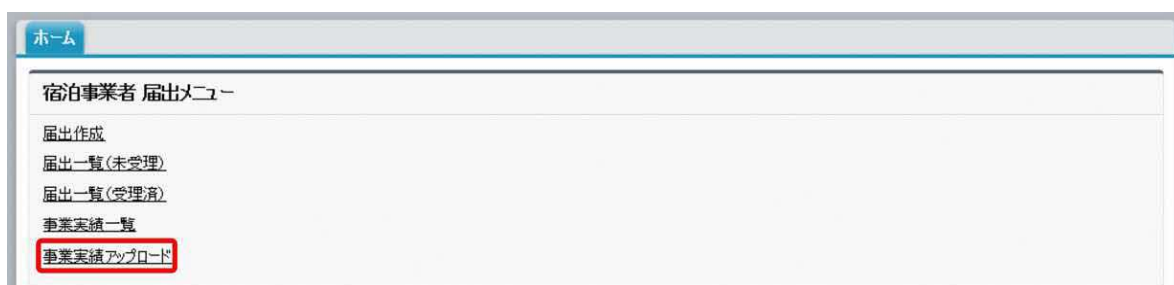 ホーム
宿泊事業者 届出メニュー
届出作成
届出一覧(未受理)
届出一覧(受理済)
事業実績一覧
事業実績アップロード